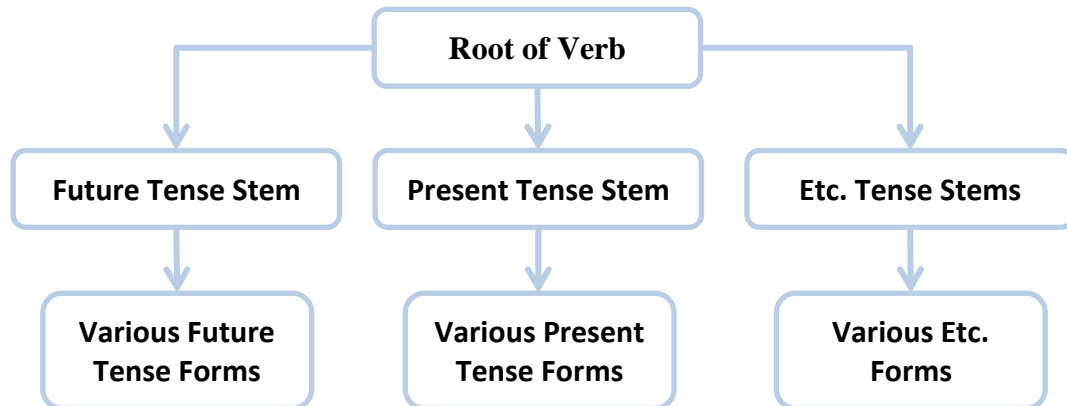 Root of Verb
Future Tense Stem
Present Tense Stem
Etc. Tense Stems
Various Future
Tense Forms
Various Present
Tense Forms
Various Etc.
Forms